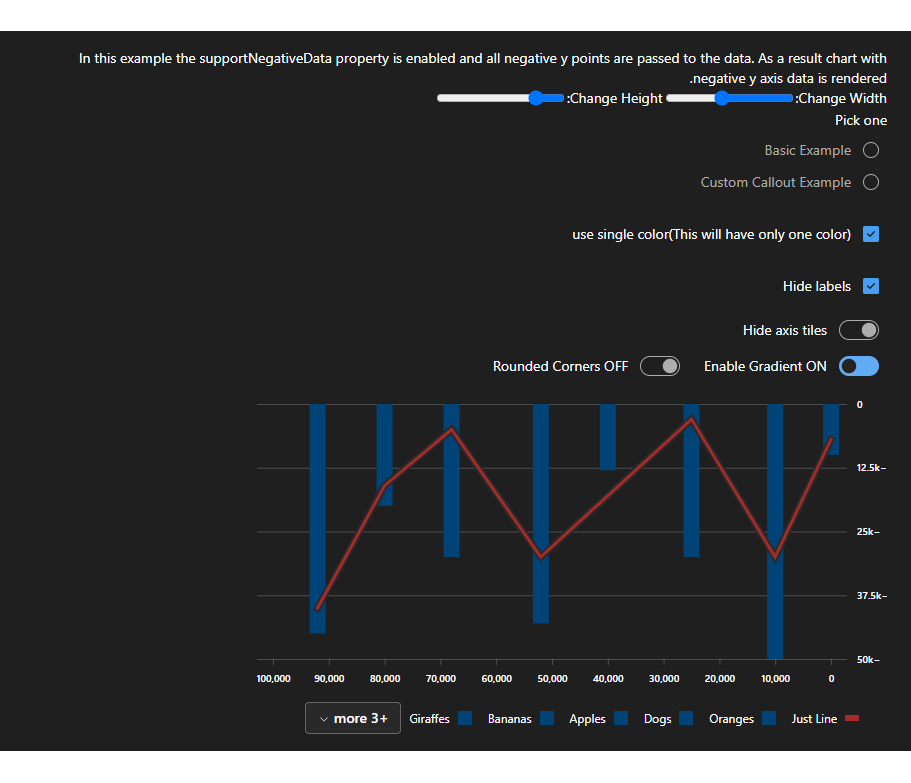 In this example the supportNegativeData property is enabled and all negative y points are passed to the data. As a result chart with
.negative y axis data is rendered
:Change Height :Change Width
Pick one
Basic Example
Custom Callout Example
use single color(This will have only one color)
Hide labels
Hide axis tiles
Rounded Corners OFF Enable Gradient ON
0
12.5k−
25k−
37.5k−
50k−
100,000 90,000 80,000 70,000 60,000 50,000 40,000 30,000 20,000 10,000 0
more 3+ Giraffes Bananas Apples Dogs Oranges Just Line